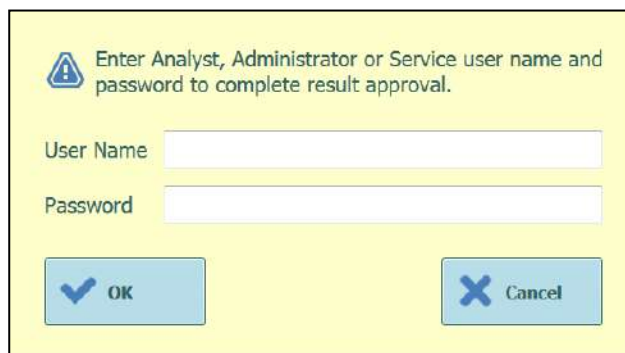 Enter Analyst, Administrator or Service user name and
password to complete result approval.
User Name
Password
OK
Cancel